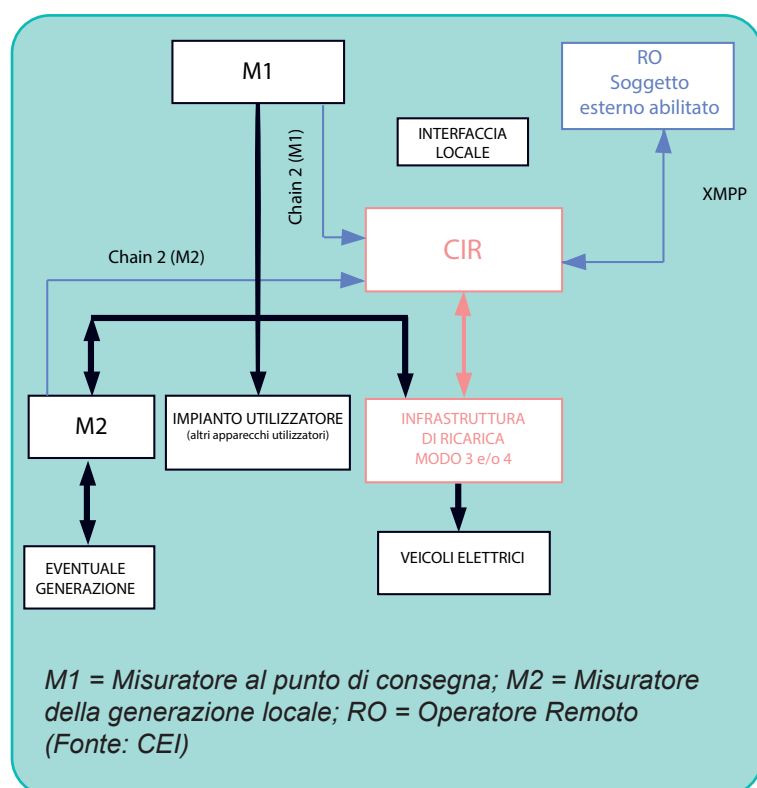 M1
RO
Soggetto
esterno abilitato
INTERFACCIA
LOCALE
Chain 2 (M1)
XMPP
CIR
Chain 2 (M2)
M2
IMPIANTO UTILIZZATORE
(altri apparecchi utilizzatori)
INFRASTRUTTURA
DI RICARICA
MODO 3 e/o 4
EVENTUALE
GENERAZIONE
VEICOLI ELETTRICI
M1 = Misuratore al punto di consegna; M2 = Misuratore
della generazione locale; RO = Operatore Remoto
(Fonte: CEI)